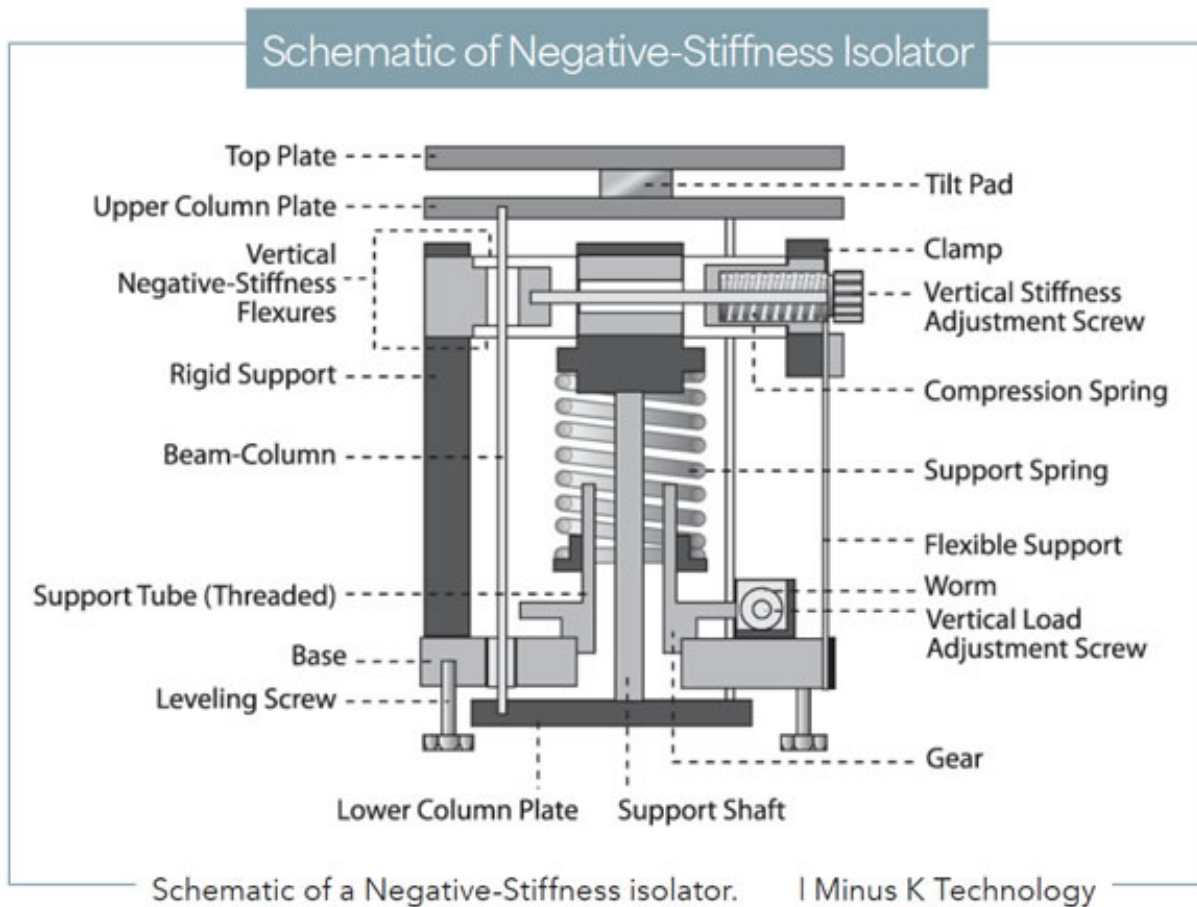 Schematic of Negative-Stiffness Isolator
Top Plate
Upper Column Plate
Vertical
Negative-Stiffness
Flexures
Rigid Support
Beam-Column
Support Tube (Threaded)
Base
Leveling Screw
Lower Column Plate
Support Shaft
Tilt Pad
Clamp
Vertical Stiffness
Adjustment Screw
Compression Spring
Support Spring
Flexible Support
Worm
Vertical Load
Adjustment Screw
Gear
Schematic of a Negative-Stiffness isolator. | Minus K Technology